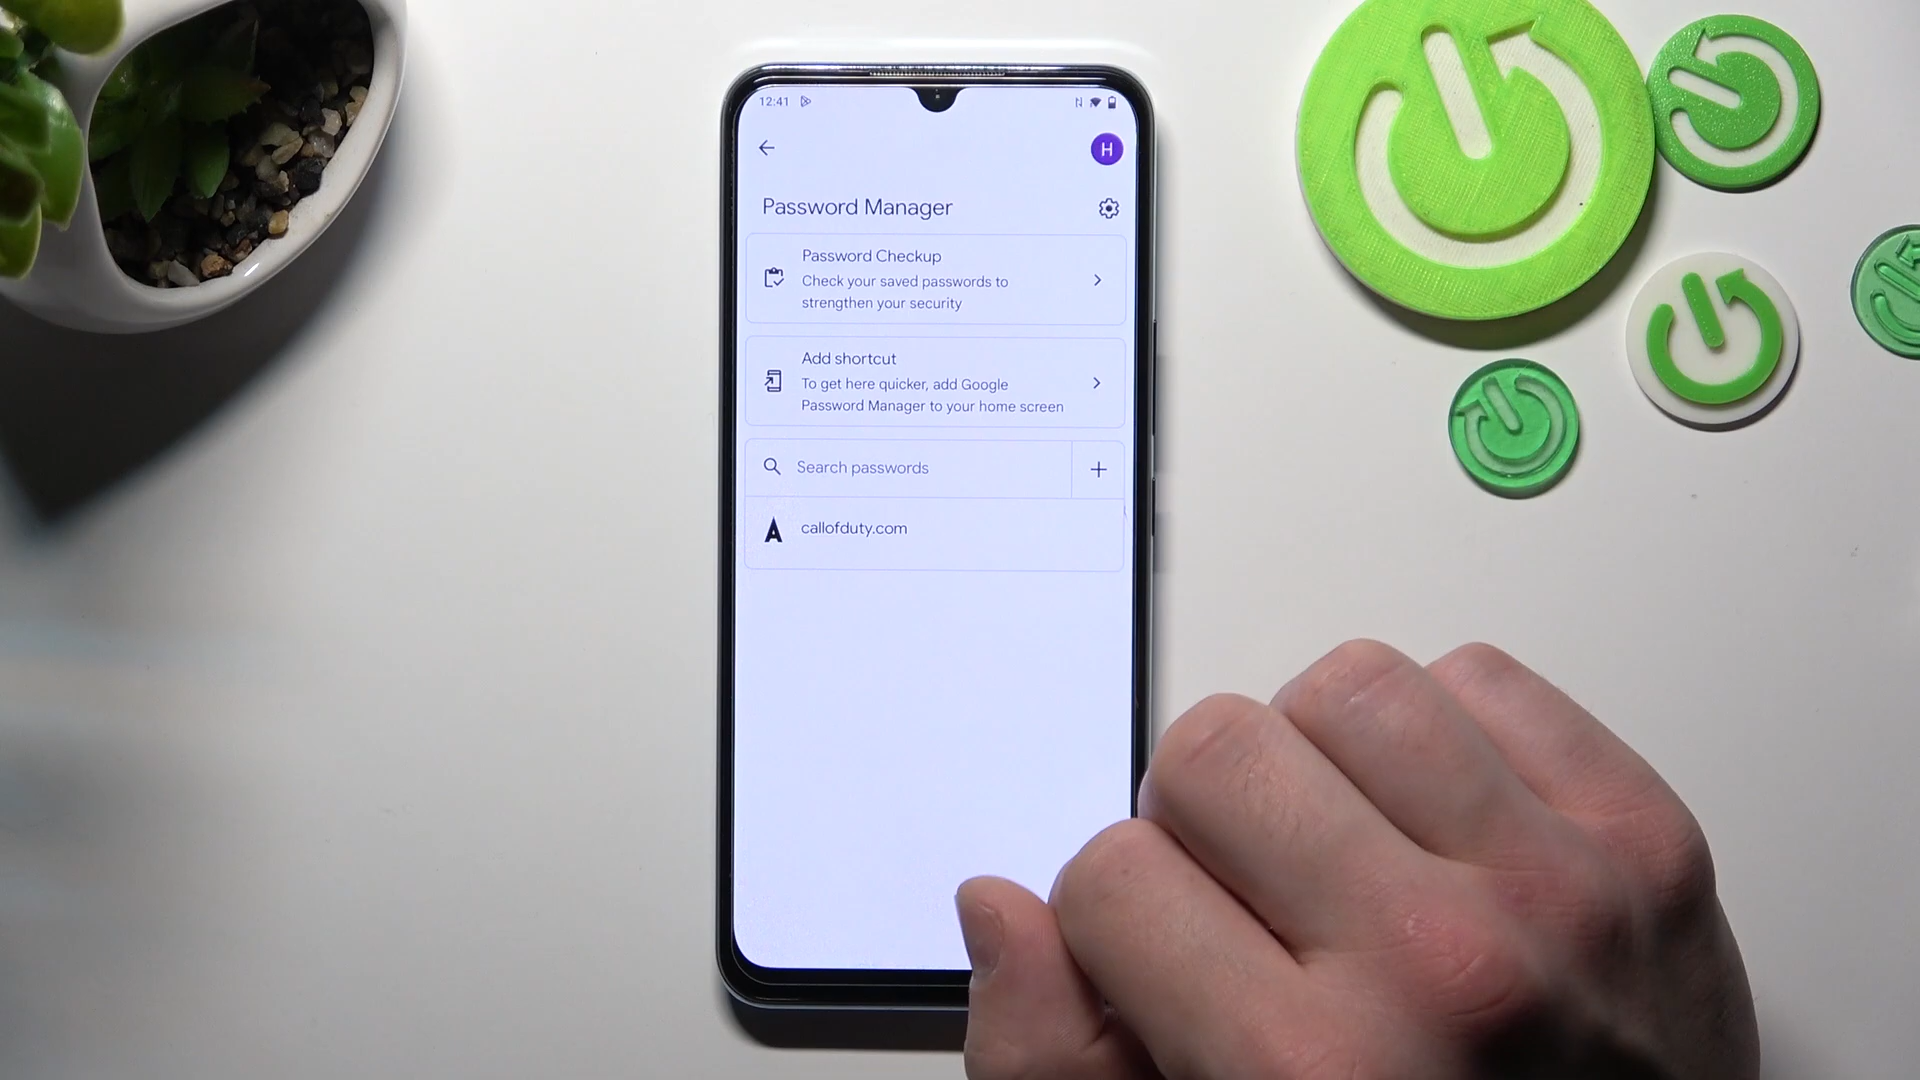 12:41
H
Password Manager
Password Checkup
Check your saved passwords to
strengthen your security
Add shortcut
To get here quicker, add Google
Password Manager to your home screen
Search passwords
callofduty.com